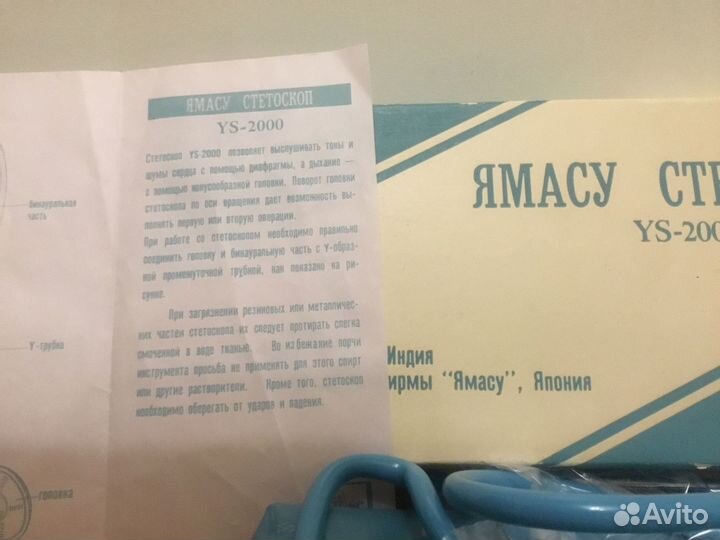 ЯМАСУ СТЕТОСКОП
YS-2000
Стетоскоп YS-2000 позволяет выслушивать тоны и
шумы сердца с помощью диафрагмы, а дыхание —
с помощью конусообразной головки. Поворот головки
стетоскопа по оси вращения дает возможность вы-
полнять первую или вторую операции.
При работе со стетоскопом необходимо правильно
соединить головку и бинауральную часть с Y-образ-
ной промежуточной трубкой, как показано на ри-
сунке.
При загрязнении резиновых или металличес-
ких частей стетоскопа их следует протирать слегка
смоченной в воде тканью. Во избежание порчи
инструмента просьба не применять для этого спирт
или другие растворители. Кроме того, стетоскоп
необходимо оберегать от ударов и падения.
бинауральная
часть
Y-трубка
головка
ЯМАСУ СТЕ
YS-200
Индия
ирмы "Ямасу", Япония
Avito